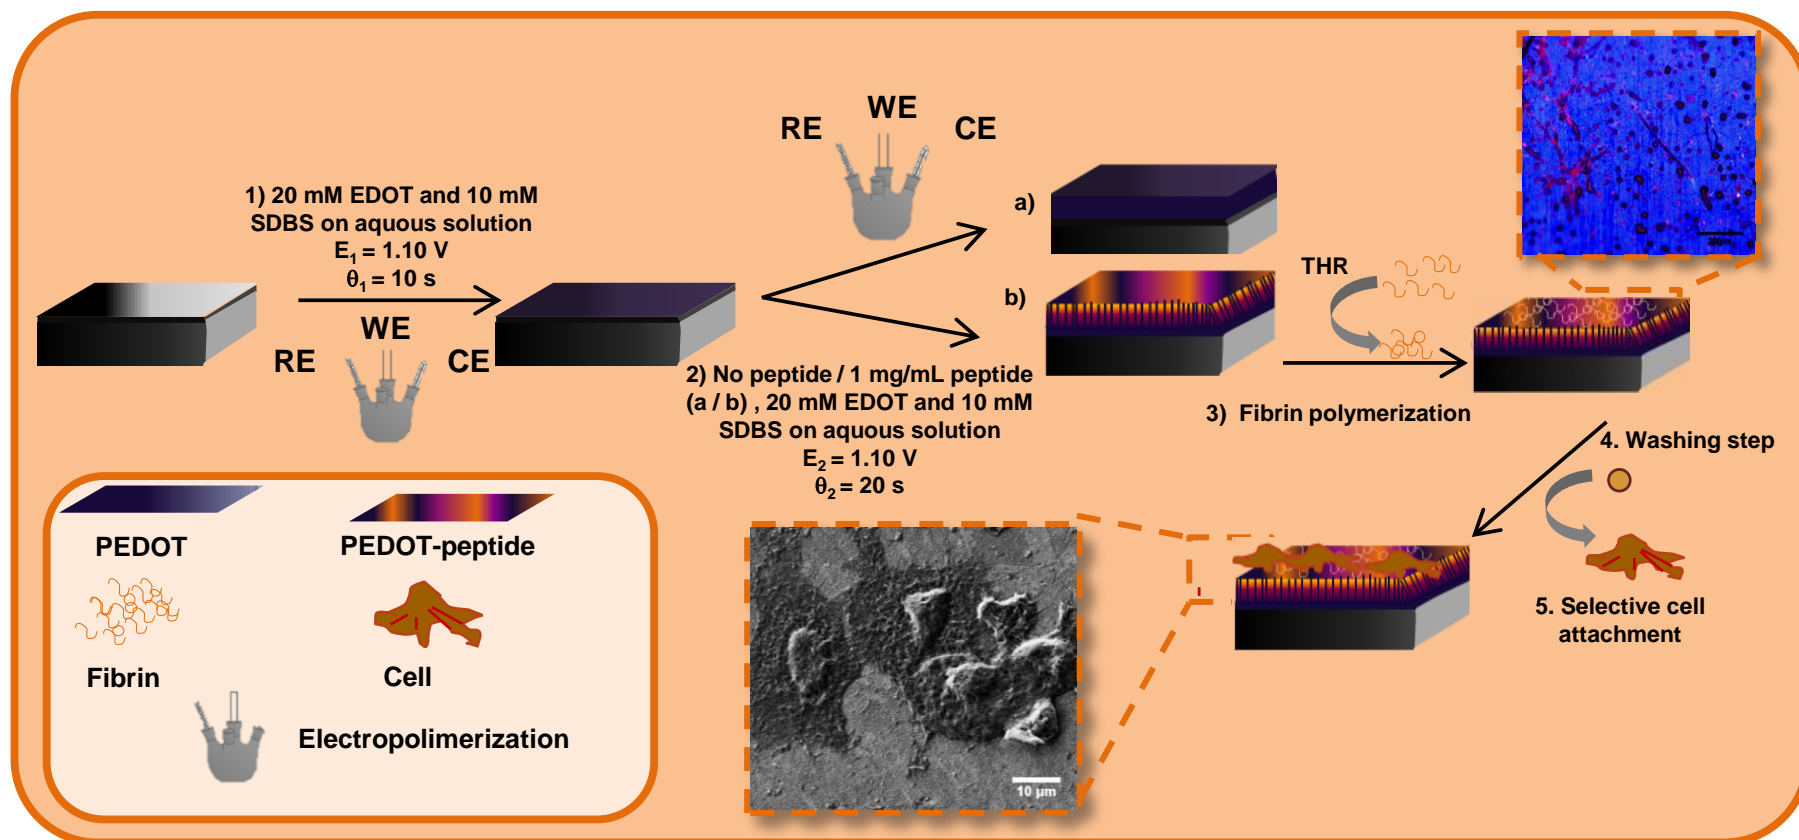 1) 20 mM EDOT and 10 mM
SDBS on aquous solution
E1 = 1.10 V
θ1 = 10 s
WE
RE
CE
WE
RE
CE
a)
b)
2) No peptide / 1 mg/mL peptide
(a / b) , 20 mM EDOT and 10 mM
SDBS on aquous solution
E2 = 1.10 V
θ2 = 20 s
THR
3) Fibrin polymerization
4. Washing step
5. Selective cell
attachment
10 µm
PEDOT
PEDOT-peptide
Fibrin
Cell
Electropolimerization